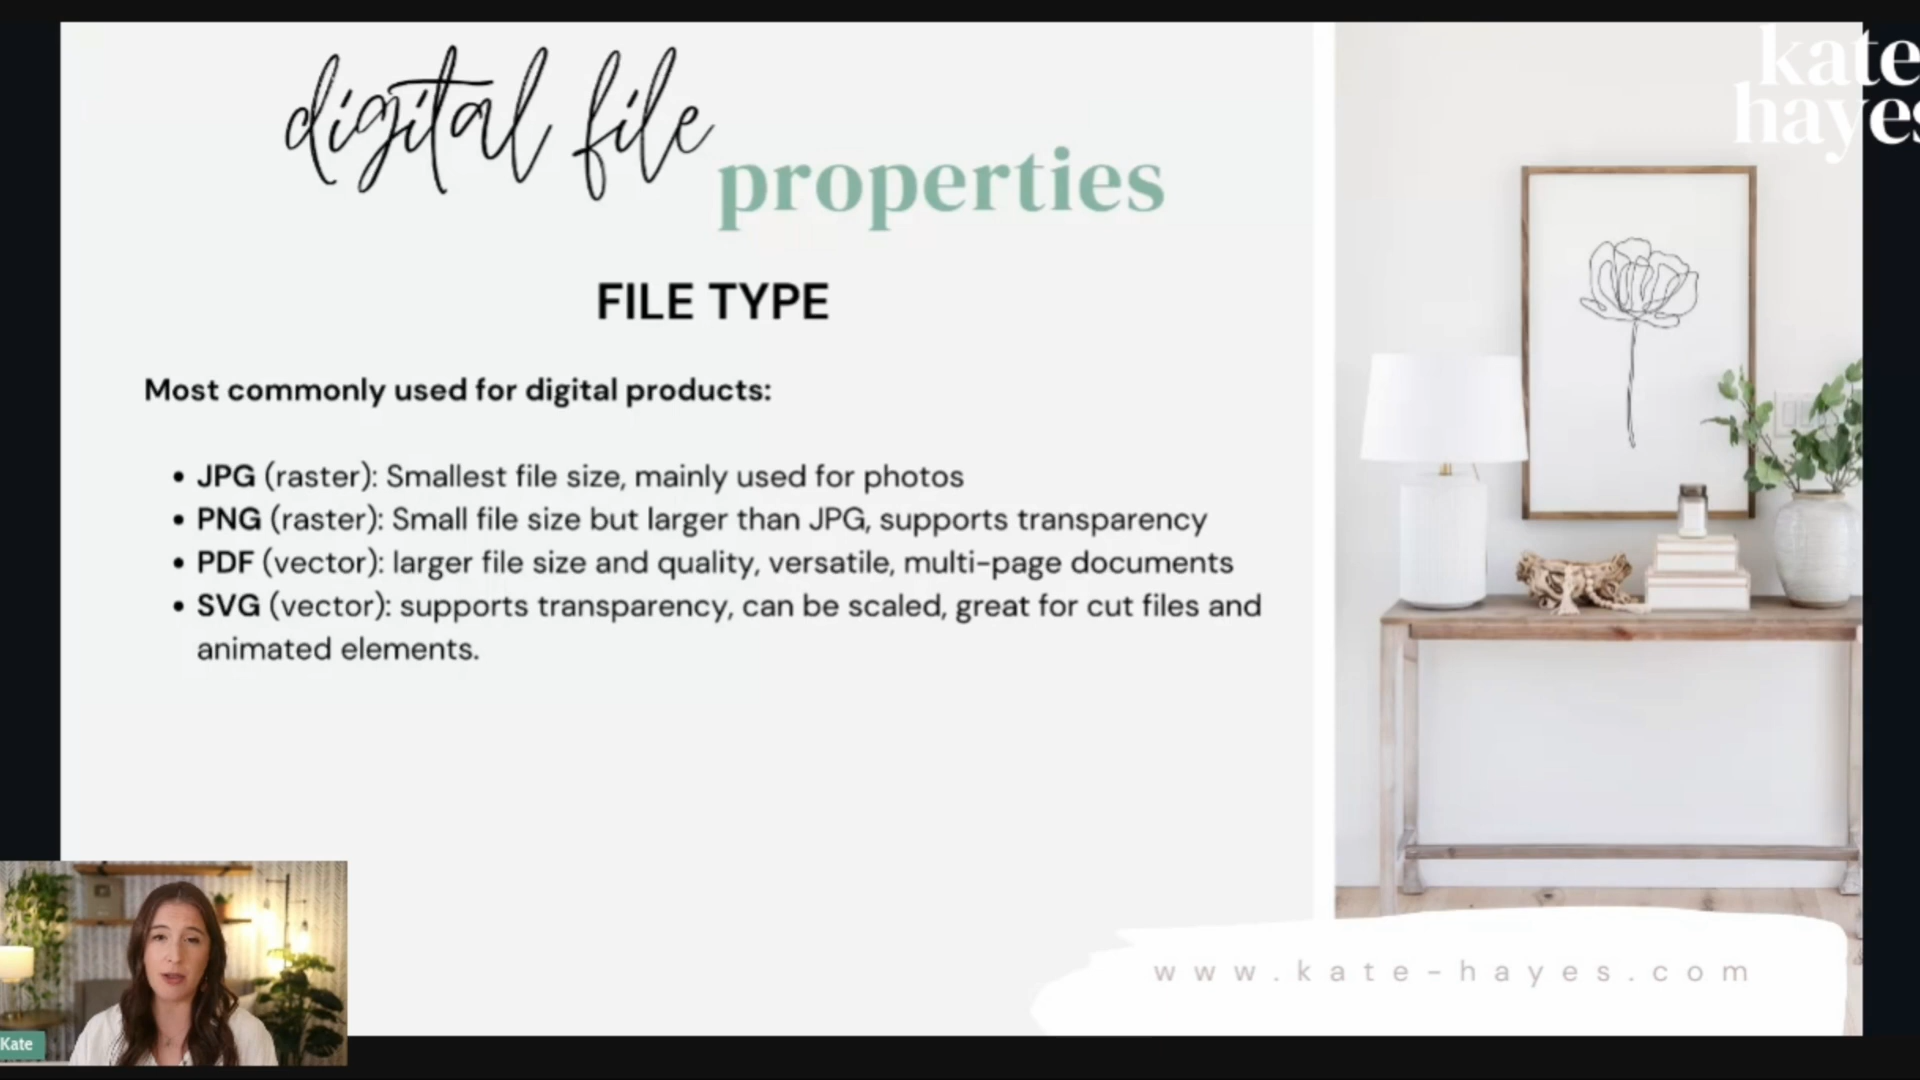 kate
hayes
digital file
properties
FILE TYPE
Most commonly used for digital products:
• JPG (raster): Smallest file size, mainly used for photos
• PNG (raster): Small file size but larger than JPG, supports transparency
• PDF (vector): larger file size and quality, versatile, multi-page documents
• SVG (vector): supports transparency, can be scaled, great for cut files and
animated elements.
www.kate-hayes.com
Kate